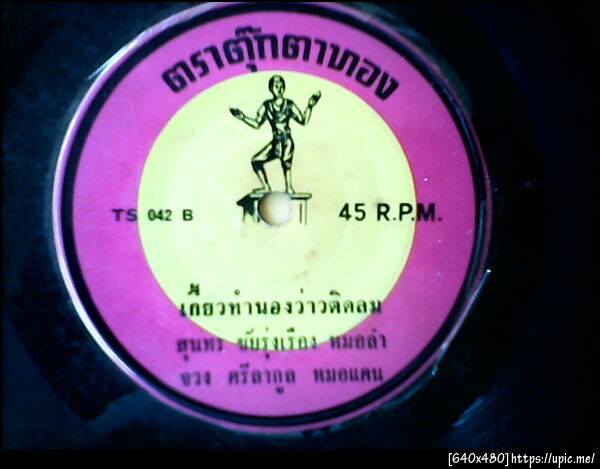 ตราตุ๊กตาทอง
TS 042 B 45 R.P.M.
เกี้ยวทำนองว่าวติดลม
สุนทร ชัยรุ่งเรือง หมอลำ
จวง ตรีลากูล หมอแคน
[640x480]https://upic.me/